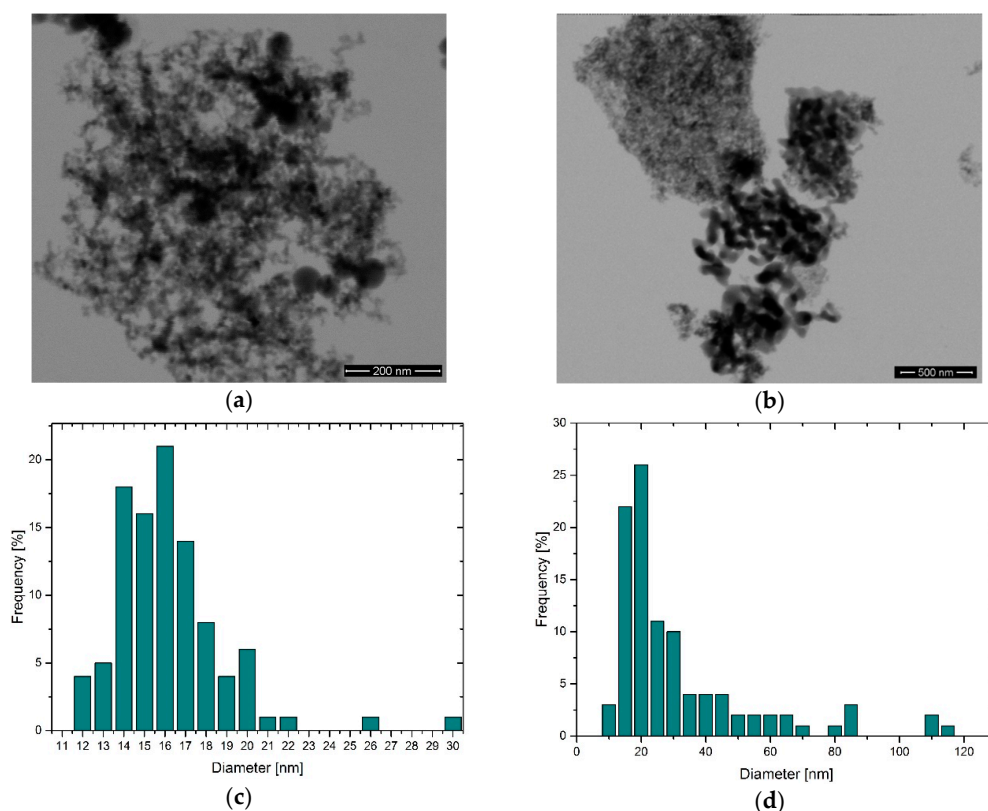 200 nm
500 nm
(a)
(b)
Frequency [%]
20
15
10
5
0
11 12 13 14 15 16 17 18 19 20 21 22 23 24 25 26 27 28 29 30
Diameter [nm]
(c)
Frequency [%]
30
25
20
15
10
5
0
0 20 40 60 80 100 120
Diameter [nm]
(d)